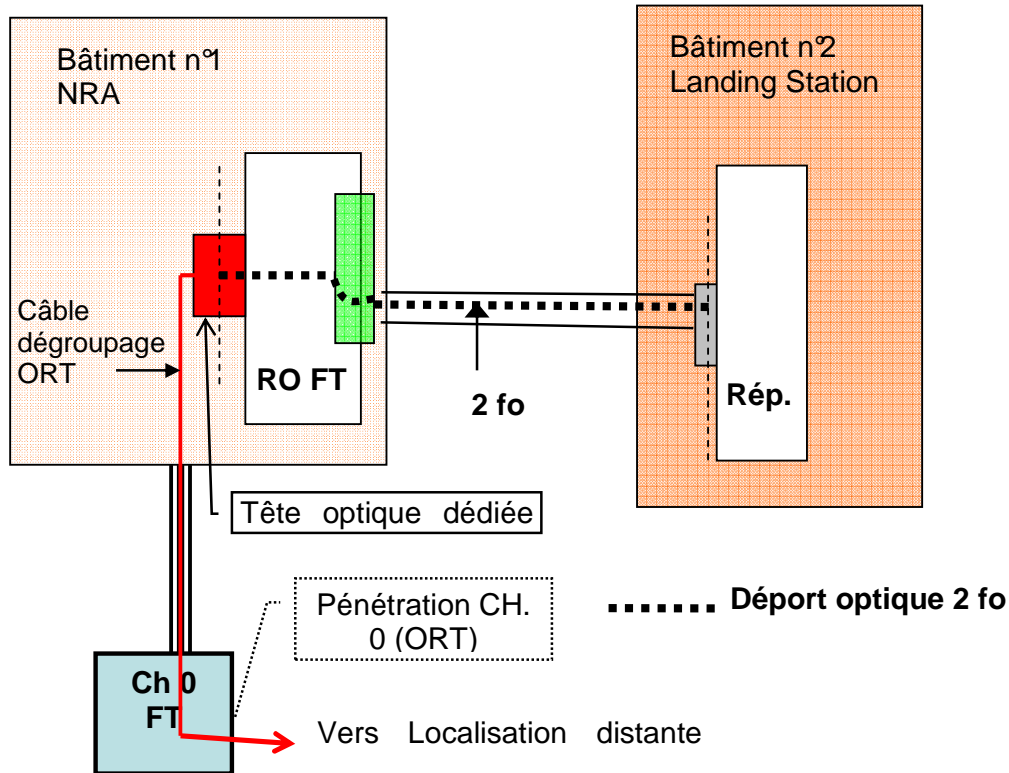 Bâtiment n°1
NRA
Bâtiment n°2
Landing Station
Câble
dégroupage
ORT
RO FT
2 fo
Rép.
Tête optique dédiée
Pénétration CH.
0 (ORT)
Déport optique 2 fo
Ch 0
FT
Vers Localisation distante